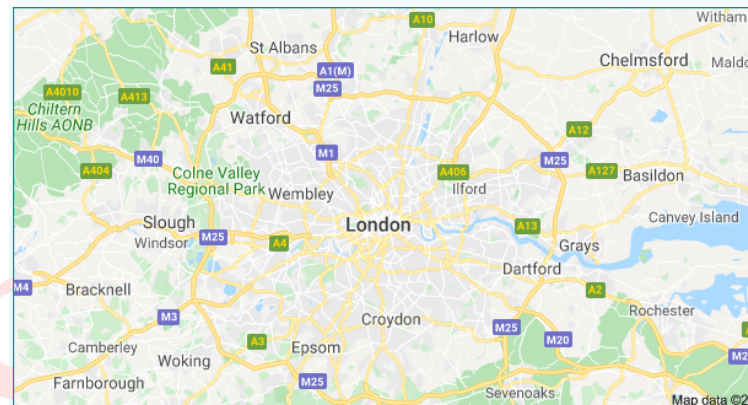 A10
Witham
Harlow
St Albans
Chelmsford
A41
A1(M)
Maldo
M25
A4010
A413
Chiltern
Hills AONB
Watford
A12
M40
M1
M25
A404
Colne Valley
Regional Park
A406
A127
Basildon
Wembley
Ilford
Slough
London
A13
Canvey Island
Windsor
M25
A4
Grays
Dartford
M4
Bracknell
A2
Rochester
M3
Croydon
M25
Camberley
A3
Epsom
M20
Woking
M2
Farnborough
M25
Sevenoaks
Map data ©2